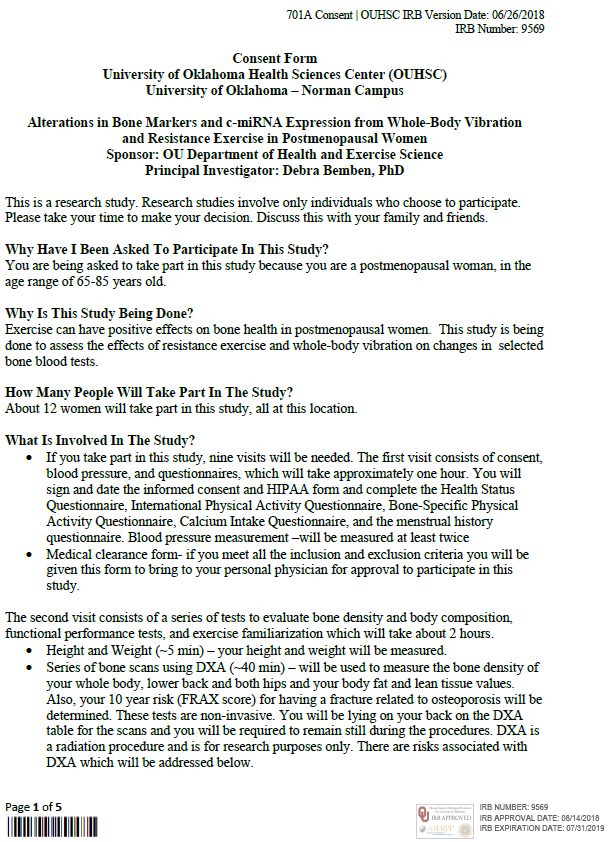 701A Consent | OUHSC IRB Version Date: 06/26/2018
IRB Number: 9569
Consent Form
University of Oklahoma Health Sciences Center (OUHSC)
University of Oklahoma – Norman Campus
Alterations in Bone Markers and c-miRNA Expression from Whole-Body Vibration
and Resistance Exercise in Postmenopausal Women
Sponsor: OU Department of Health and Exercise Science
Principal Investigator: Debra Bemben, PhD
This is a research study. Research studies involve only individuals who choose to participate.
Please take your time to make your decision. Discuss this with your family and friends.
Why Have I Been Asked To Participate In This Study?
You are being asked to take part in this study because you are a postmenopausal woman, in the
age range of 65-85 years old.
Why Is This Study Being Done?
Exercise can have positive effects on bone health in postmenopausal women. This study is being
done to assess the effects of resistance exercise and whole-body vibration on changes in selected
bone blood tests.
How Many People Will Take Part In The Study?
About 12 women will take part in this study, all at this location.
What Is Involved In The Study?
• If you take part in this study, nine visits will be needed. The first visit consists of consent,
blood pressure, and questionnaires, which will take approximately one hour. You will
sign and date the informed consent and HIPAA form and complete the Health Status
Questionnaire, International Physical Activity Questionnaire, Bone-Specific Physical
Activity Questionnaire, Calcium Intake Questionnaire, and the menstrual history
questionnaire. Blood pressure measurement –will be measured at least twice
• Medical clearance form- if you meet all the inclusion and exclusion criteria you will be
given this form to bring to your personal physician for approval to participate in this
study.
The second visit consists of a series of tests to evaluate bone density and body composition,
functional performance tests, and exercise familiarization which will take about 2 hours.
• Height and Weight (~5 min) – your height and weight will be measured.
• Series of bone scans using DXA (~40 min) – will be used to measure the bone density of
your whole body, lower back and both hips and your body fat and lean tissue values.
Also, your 10 year risk (FRAX score) for having a fracture related to osteoporosis will be
determined. These tests are non-invasive. You will be lying on your back on the DXA
table for the scans and you will be required to remain still during the procedures. DXA is
a radiation procedure and is for research purposes only. There are risks associated with
DXA which will be addressed below.
Page 1 of 5
IRB APPROVED
IRB NUMBER: 9569
IRB APPROVAL DATE: 08/14/2018
IRB EXPIRATION DATE: 07/31/2019